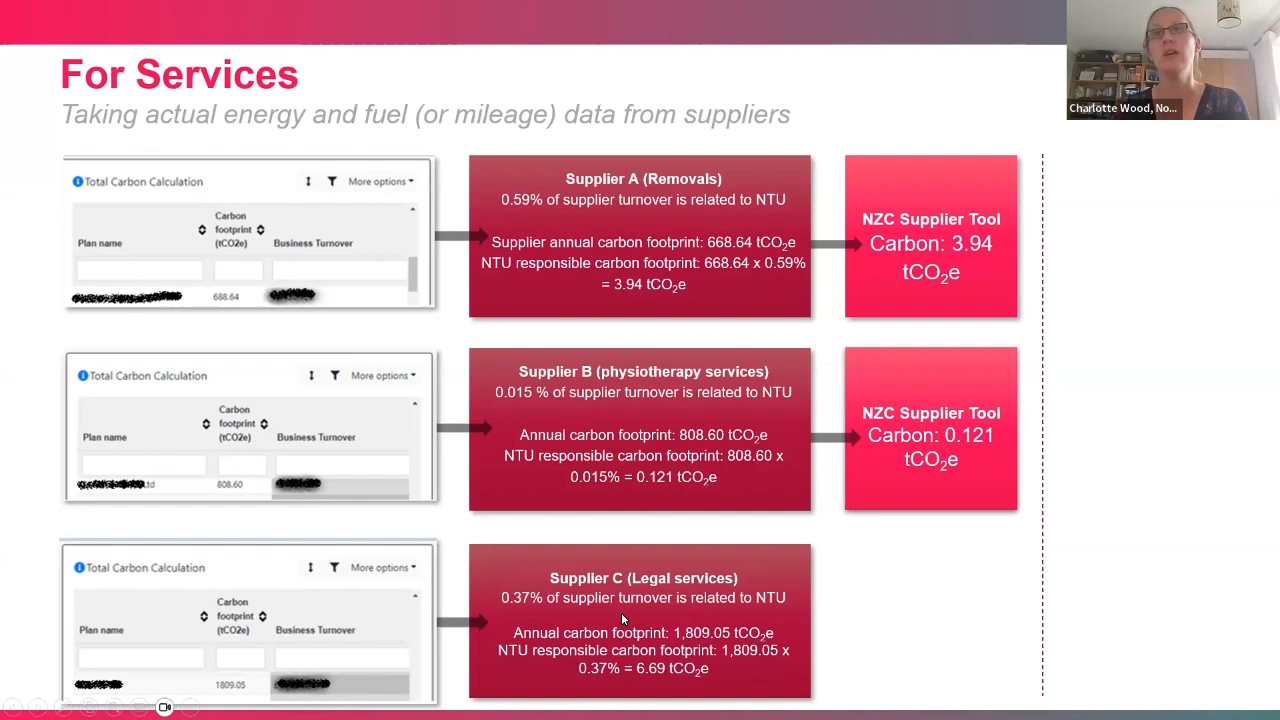 For Services
Taking actual energy and fuel (or mileage) data from suppliers
Charlotte Wood, No...
Total Carbon Calculation
More options
Plan name
Carbon
footprint
(tCO2e)
Business Turnover
688.64
Supplier A (Removals)
0.59% of supplier turnover is related to NTU
Supplier annual carbon footprint: 668.64 tCO2e
NTU responsible carbon footprint: 668.64 x 0.59%
= 3.94 tCO2e
NZC Supplier Tool
Carbon: 3.94
tCO2e
Total Carbon Calculation
More options
Plan name
Carbon
footprint
(tCO2e)
Business Turnover
Ltd
808.60
Supplier B (physiotherapy services)
0.015 % of supplier turnover is related to NTU
Annual carbon footprint: 808.60 tCO2e
NTU responsible carbon footprint: 808.60 x
0.015% = 0.121 tCO2e
NZC Supplier Tool
Carbon: 0.121
tCO2e
Total Carbon Calculation
More options
Plan name
Carbon
footprint
(tCO2e)
Business Turnover
1809.05
Supplier C (Legal services)
0.37% of supplier turnover is related to NTU
Annual carbon footprint: 1,809.05 tCO2e
NTU responsible carbon footprint: 1,809.05 x
0.37% = 6.69 tCO2e